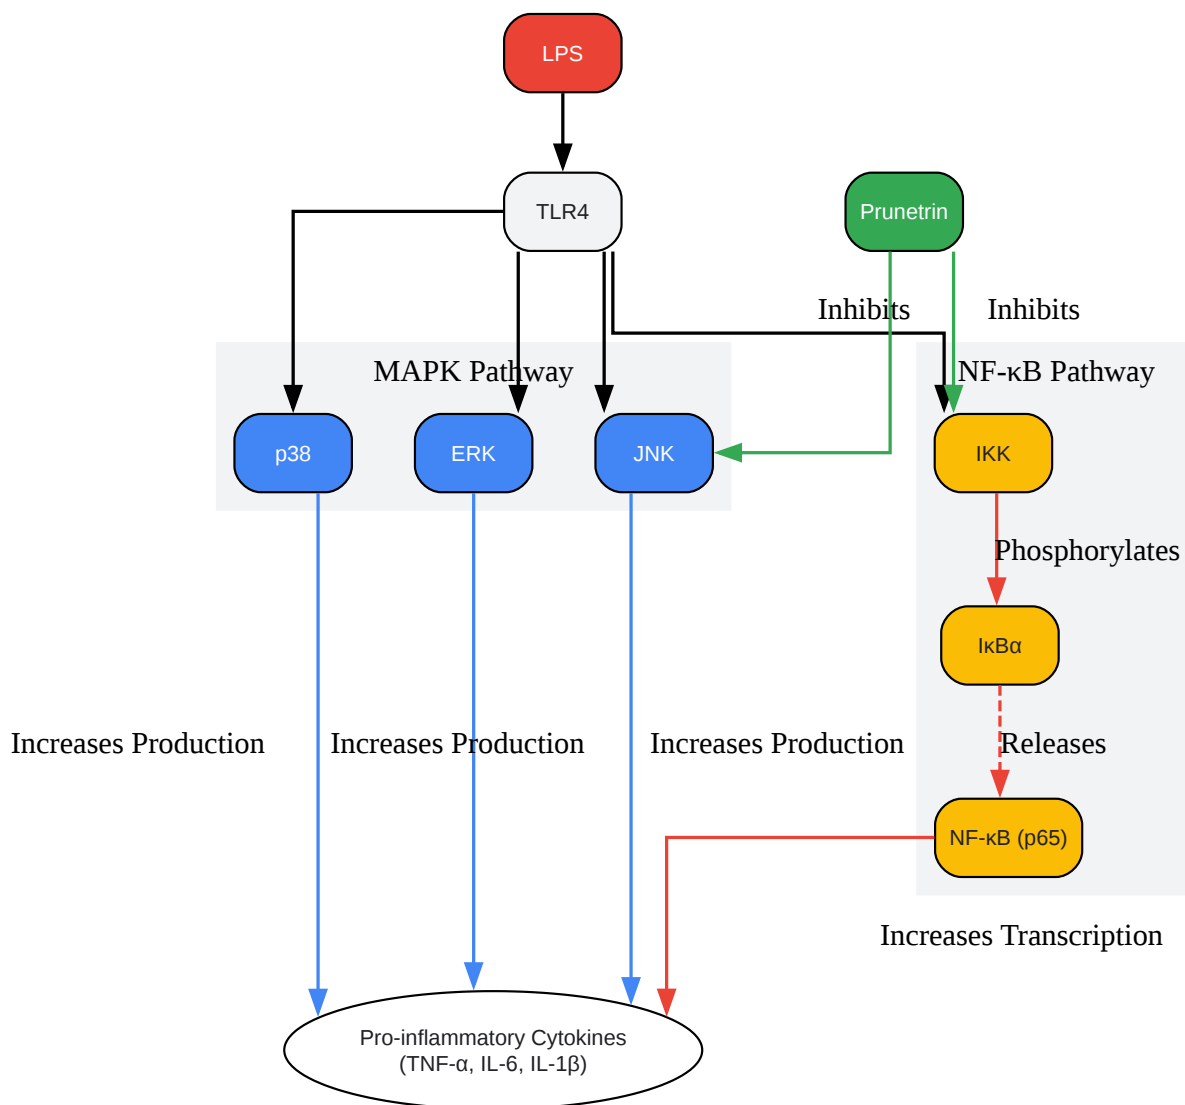 LPS
TLR4
Prunetrin
Inhibits
Inhibits
MAPK Pathway
NF-κB Pathway
p38
ERK
JNK
IKK
Phosphorylates
IκBα
Increases Production
Increases Production
Increases Production
Releases
NF-κB (p65)
Increases Transcription
Pro-inflammatory Cytokines
(TNF-α, IL-6, IL-1β)